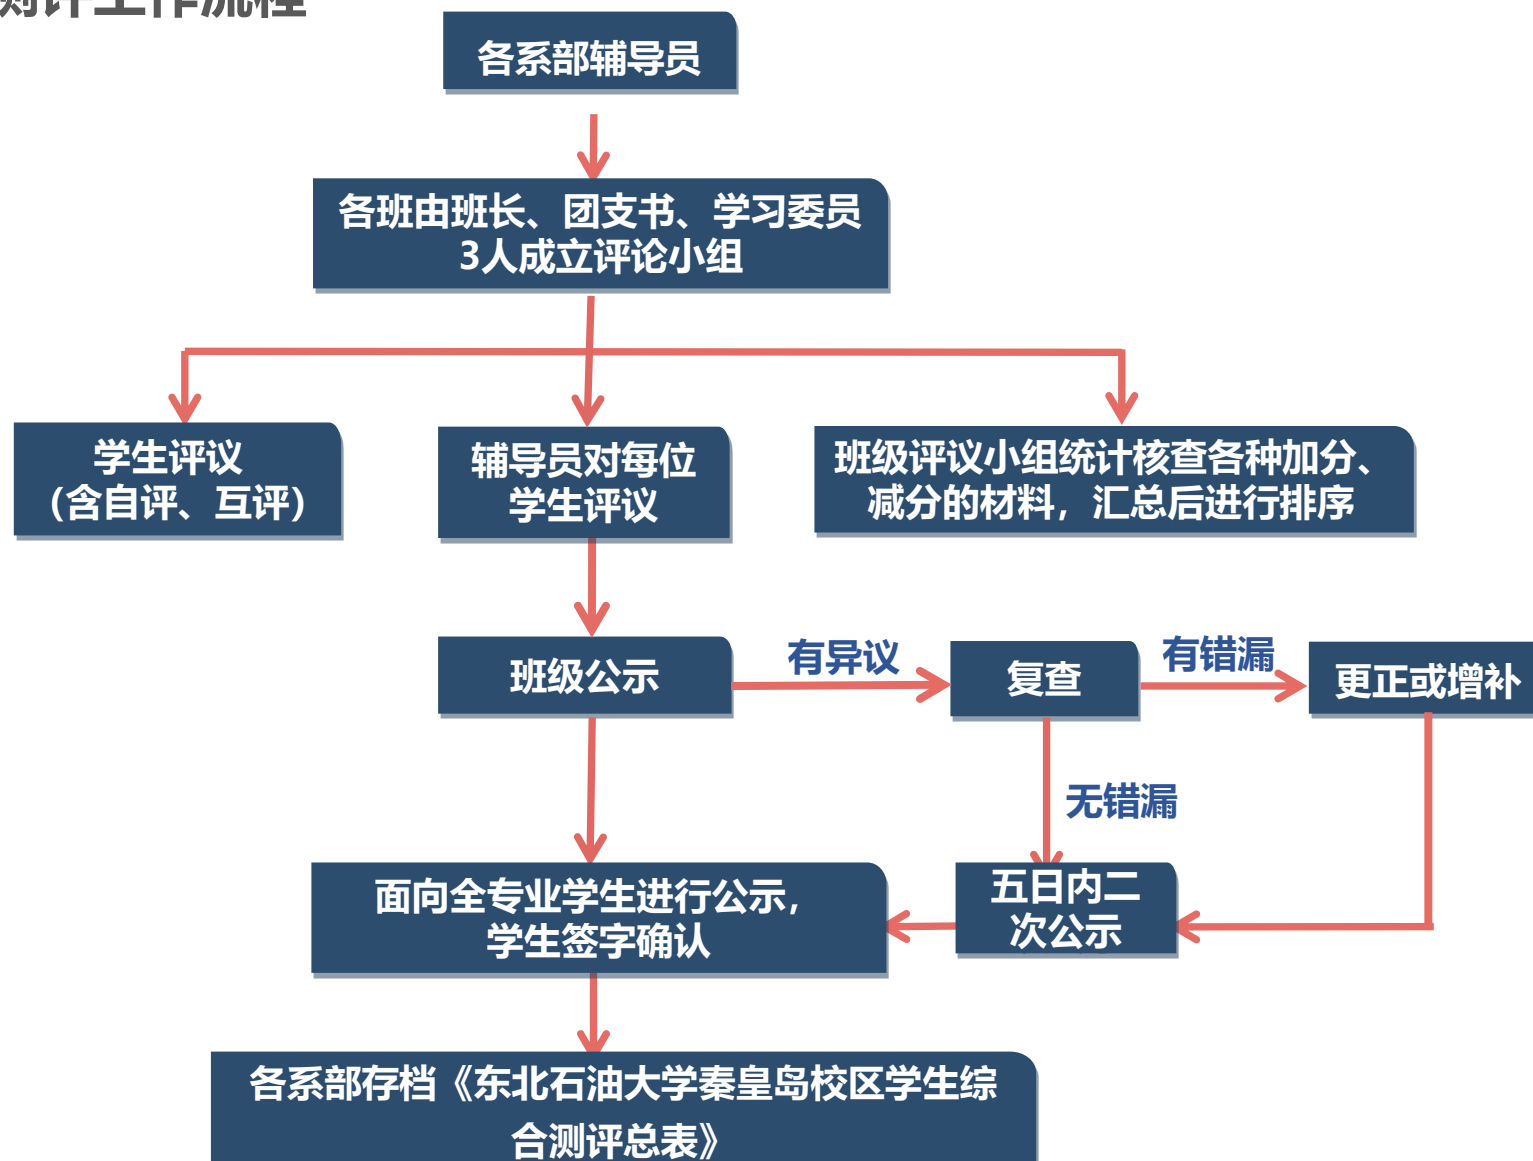 测评工作流程
各系部辅导员
各班由班长、团支书、学习委员
3人成立评论小组
学生评议
（含自评、互评）
辅导员对每位
学生评议
班级评议小组统计核查各种加分、
减分的材料，汇总后进行排序
班级公示
有异议
复查
有错漏
更正或增补
无错漏
面向全专业学生进行公示，
学生签字确认
五日内二
次公示
各系部存档《东北石油大学秦皇岛校区学生综
合测评总表》